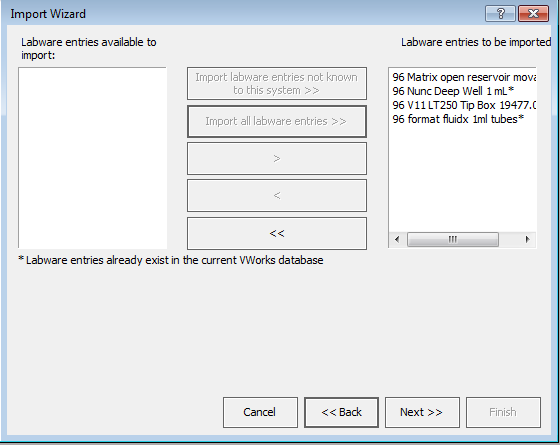 Import Wizard
Labware entries available to
import:
Labware entries to be imported
Import labware entries not known
to this system >>
Import all labware entries >>
>
<
<<
96 Matrix open reservoir mova
96 Nunc Deep Well 1 mL*
96 V11 LT250 Tip Box 19477.0
96 format fluidx 1ml tubes*
* Labware entries already exist in the current VWorks database
Cancel
<< Back
Next >>
Finish